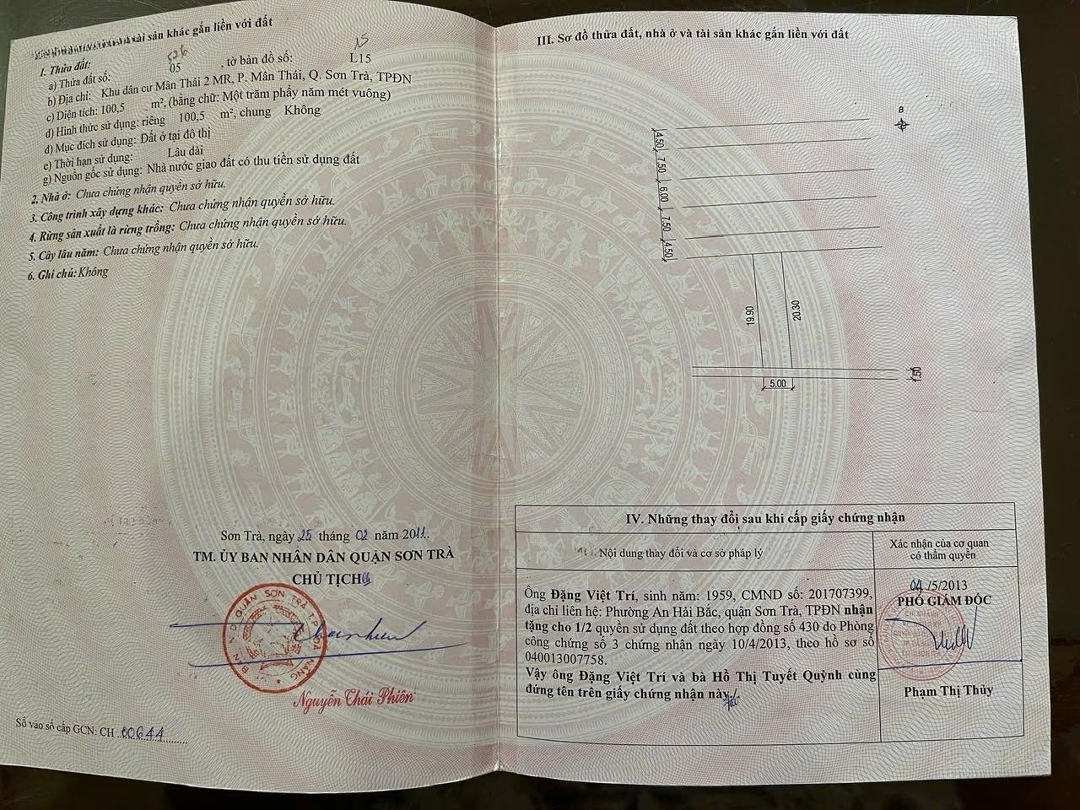 tài sản khác gắn liền với đất
1. Thửa đất:
a) Thửa đất số: 05 526, tờ bản đồ số: L15 15
b) Địa chỉ: Khu dân cư Mân Thái 2 MR, P. Mân Thái, Q. Sơn Trà, TPĐN
c) Diện tích: 100,5 m², (bằng chữ: Một trăm phẩy năm mét vuông)
d) Hình thức sử dụng: riêng 100,5 m², chung Không
đ) Mục đích sử dụng: Đất ở tại đô thị
e) Thời hạn sử dụng: Lâu dài
g) Nguồn gốc sử dụng: Nhà nước giao đất có thu tiền sử dụng đất
2. Nhà ở: Chưa chứng nhận quyền sở hữu.
3. Công trình xây dựng khác: Chưa chứng nhận quyền sở hữu.
4. Rừng sản xuất là rừng trồng: Chưa chứng nhận quyền sở hữu.
5. Cây lâu năm: Chưa chứng nhận quyền sở hữu.
6. Ghi chú: Không
Sơn Trà, ngày 25 tháng 02 năm 2011.
TM. ỦY BAN NHÂN DÂN QUẬN SƠN TRÀ
CHỦ TỊCH
Nguyễn Thái Phiên
Số vào sổ cấp GCN: CH 00644
III. Sơ đồ thửa đất, nhà ở và tài sản khác gắn liền với đất
B
4.50
7.50
6.00
7.50
4.50
19.90
20.30
5.00
1.50
IV. Những thay đổi sau khi cấp giấy chứng nhận
Nội dung thay đổi và cơ sở pháp lý
Xác nhận của cơ quan
có thẩm quyền
Ông Đặng Việt Trí, sinh năm: 1959, CMND số: 201707399,
địa chỉ liên hệ: Phường An Hải Bắc, quận Sơn Trà, TPĐN nhận
tặng cho 1/2 quyền sử dụng đất theo hợp đồng số 430 do Phòng
công chứng số 3 chứng nhận ngày 10/4/2013, theo hồ sơ số
040013007758.
Vậy ông Đặng Việt Trí và bà Hồ Thị Tuyết Quỳnh cùng
đứng tên trên giấy chứng nhận này./.
04/5/2013
PHÓ GIÁM ĐỐC
Phạm Thị Thủy